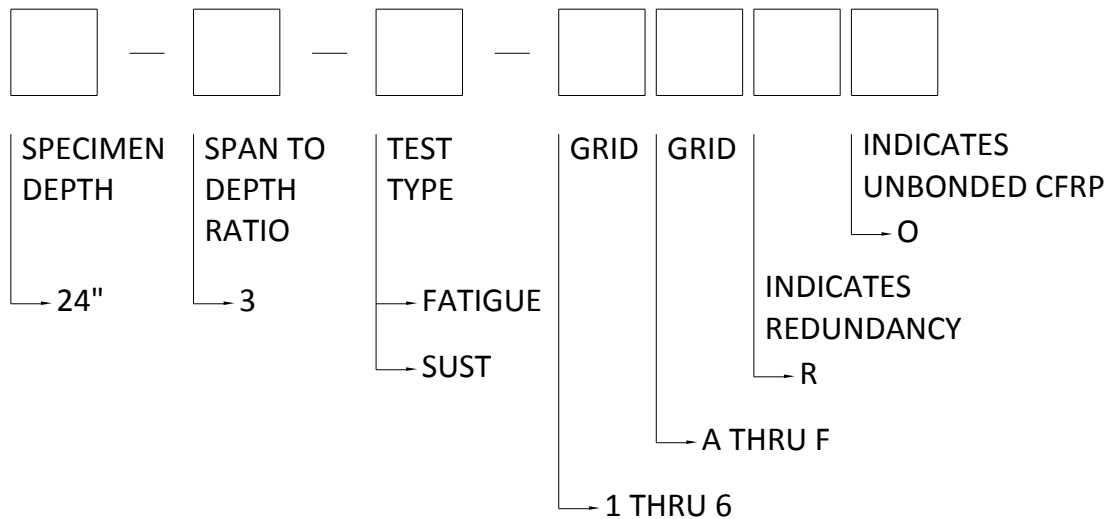 SPECIMEN
DEPTH
24"
SPAN TO
DEPTH
RATIO
3
TEST
TYPE
FATIGUE
SUST
GRID
1 THRU 6
GRID
A THRU F
INDICATES
REDUNDANCY
R
INDICATES
UNBONDED CFRP
O